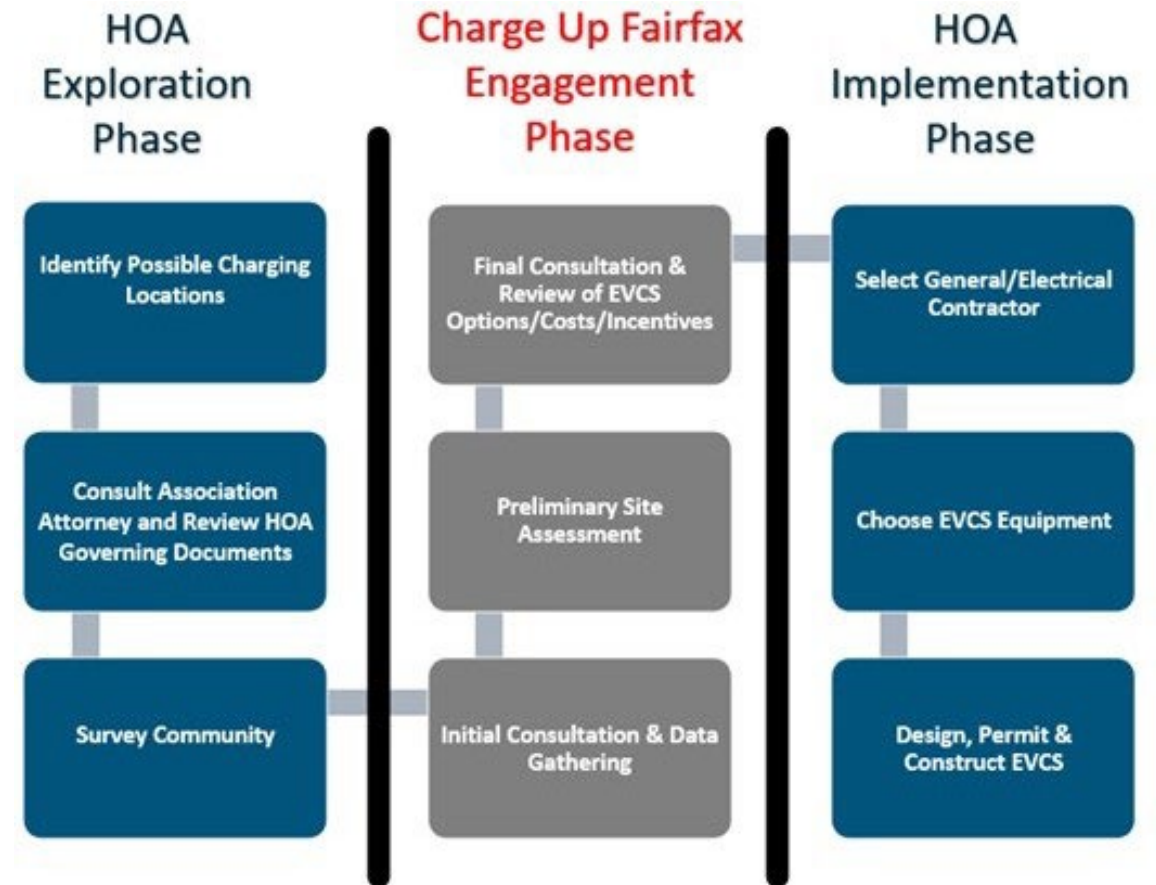 HOA
Exploration
Phase
Identify Possible Charging
Locations
Consult Association
Attorney and Review HOA
Governing Documents
Survey Community
Charge Up Fairfax
Engagement
Phase
Final Consultation &
Review of EVCS
Options/Costs/Incentives
Preliminary Site
Assessment
Initial Consultation & Data
Gathering
HOA
Implementation
Phase
Select General/Electrical
Contractor
Choose EVCS Equipment
Design, Permit &
Construct EVCS